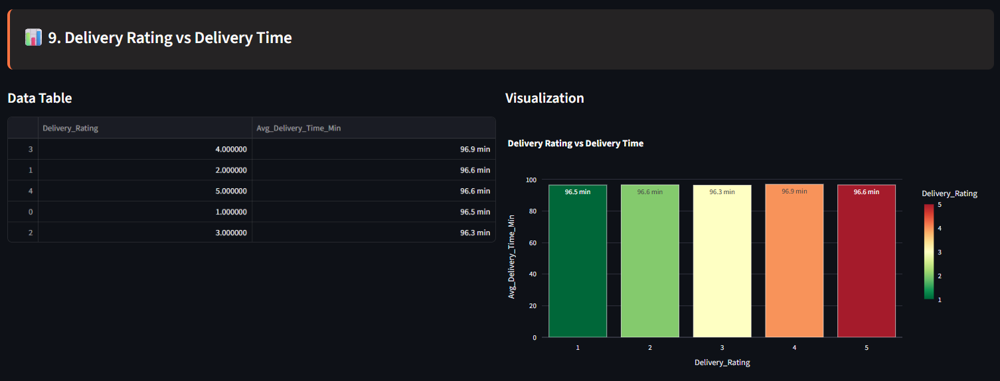 9. Delivery Rating vs Delivery Time
Data Table
Delivery_Rating Avg_Delivery_Time_Min
3 4.000000 96.9 min
1 2.000000 96.6 min
4 5.000000 96.6 min
0 1.000000 96.5 min
2 3.000000 96.3 min
Visualization
Delivery Rating vs Delivery Time
Avg_Delivery_Time_Min
100
80
60
40
20
0
96.5 min 96.6 min 96.3 min 96.9 min 96.6 min
1 2 3 4 5
Delivery_Rating
Delivery_Rating
5
4
3
2
1